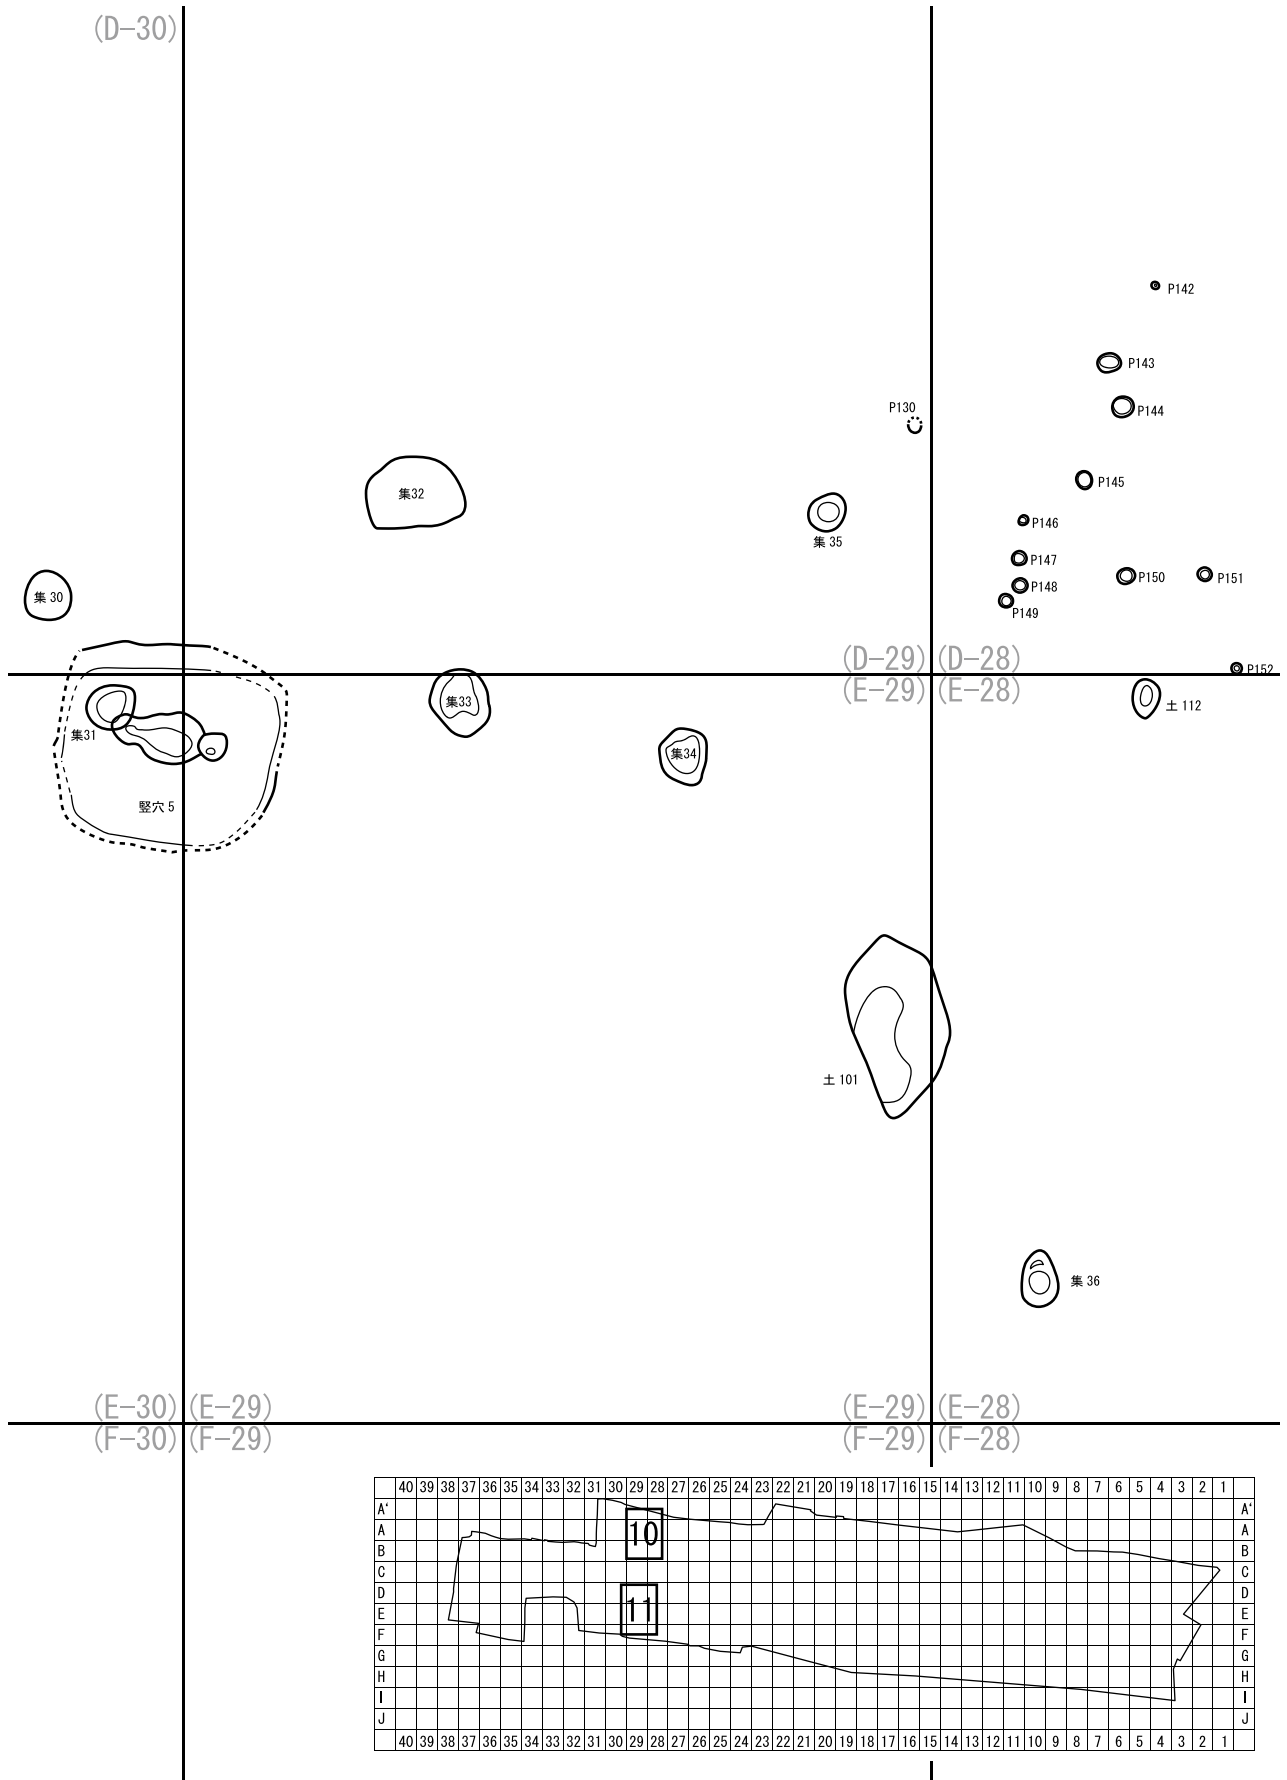 (D-30)
P142
P143
P130
P144
集32
P145
P146
集 35
P147
P150
P151
P148
集 30
P149
(D-29) (D-28)
P152
(E-29) (E-28)
集33
土 112
集31
集34
竪穴 5
土 101
集 36
(E-30) (E-29)
(E-29) (E-28)
(F-30) (F-29)
(F-29) (F-28)
40 39 38 37 36 35 34 33 32 31 30 29 28 27 26 25 24 23 22 21 20 19 18 17 16 15 14 13 12 11 10 9 8 7 6 5 4 3 2 1
A' A'
A 10 A
B B
C C
D D
E 11 E
F F
G G
H H
I I
J J
40 39 38 37 36 35 34 33 32 31 30 29 28 27 26 25 24 23 22 21 20 19 18 17 16 15 14 13 12 11 10 9 8 7 6 5 4 3 2 1